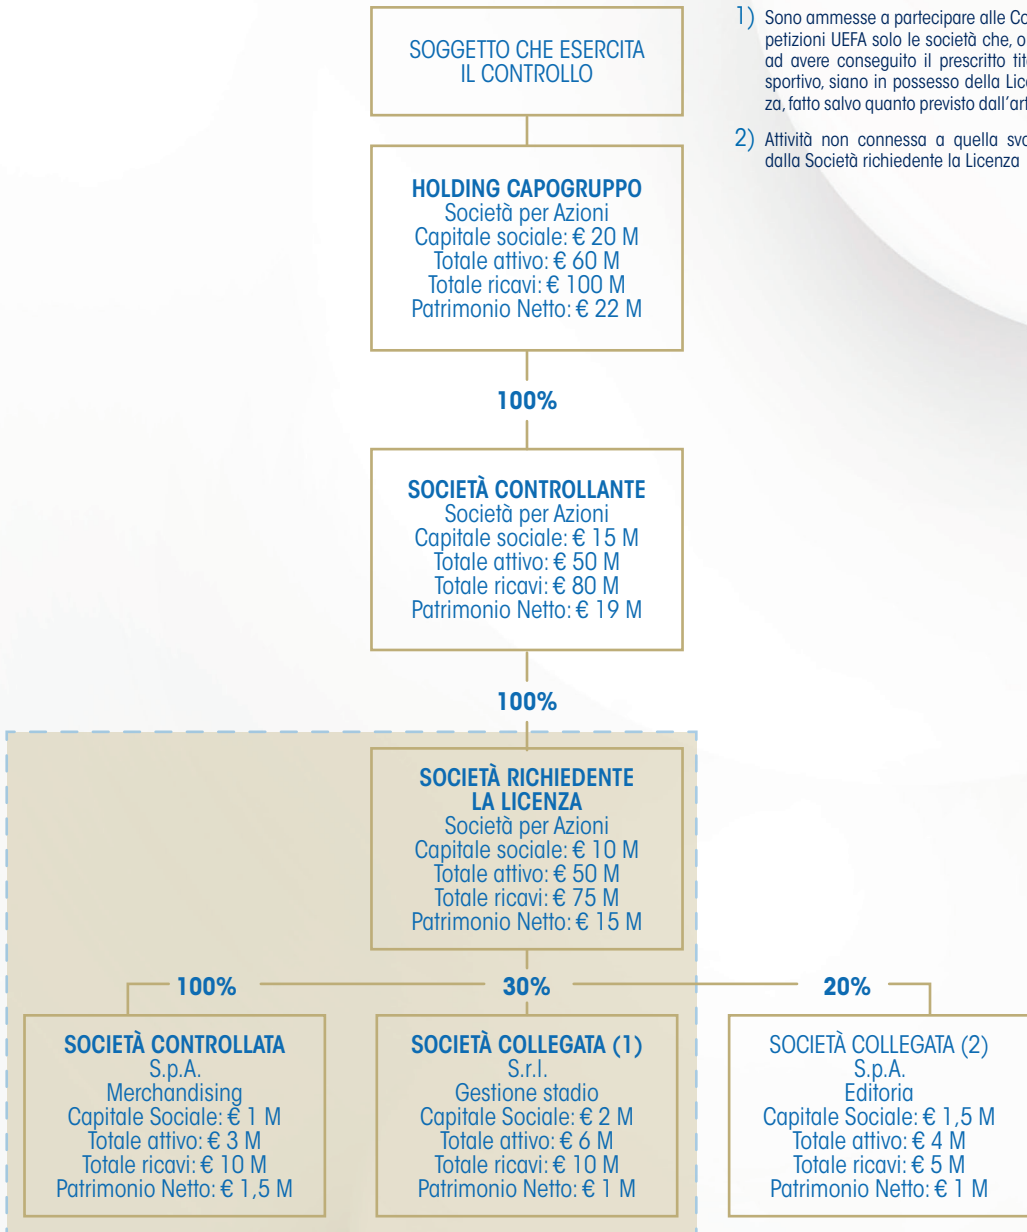 SOGGETTO CHE ESERCITA
IL CONTROLLO
1) Sono ammesse a partecipare alle Co
petizioni UEFA solo le società che, o
ad avere conseguito il prescritto tit
sportivo, siano in possesso della Lice
za, fatto salvo quanto previsto dall'art
2) Attività non connessa a quella svo
dalla Società richiedente la Licenza
HOLDING CAPOGRUPPO
Società per Azioni
Capitale sociale: € 20 M
Totale attivo: € 60 M
Totale ricavi: € 100 M
Patrimonio Netto: € 22 M
100%
SOCIETÀ CONTROLLANTE
Società per Azioni
Capitale sociale: € 15 M
Totale attivo: € 50 M
Totale ricavi: € 80 M
Patrimonio Netto: € 19 M
100%
SOCIETÀ RICHIEDENTE
LA LICENZA
Società per Azioni
Capitale sociale: € 10 M
Totale attivo: € 50 M
Totale ricavi: € 75 M
Patrimonio Netto: € 15 M
100%
30%
20%
SOCIETÀ CONTROLLATA
S.p.A.
Merchandising
Capitale Sociale: € 1 M
Totale attivo: € 3 M
Totale ricavi: € 10 M
Patrimonio Netto: € 1,5 M
SOCIETÀ COLLEGATA (1)
S.r.l.
Gestione stadio
Capitale Sociale: € 2 M
Totale attivo: € 6 M
Totale ricavi: € 10 M
Patrimonio Netto: € 1 M
SOCIETÀ COLLEGATA (2)
S.p.A.
Editoria
Capitale Sociale: € 1,5 M
Totale attivo: € 4 M
Totale ricavi: € 5 M
Patrimonio Netto: € 1 M